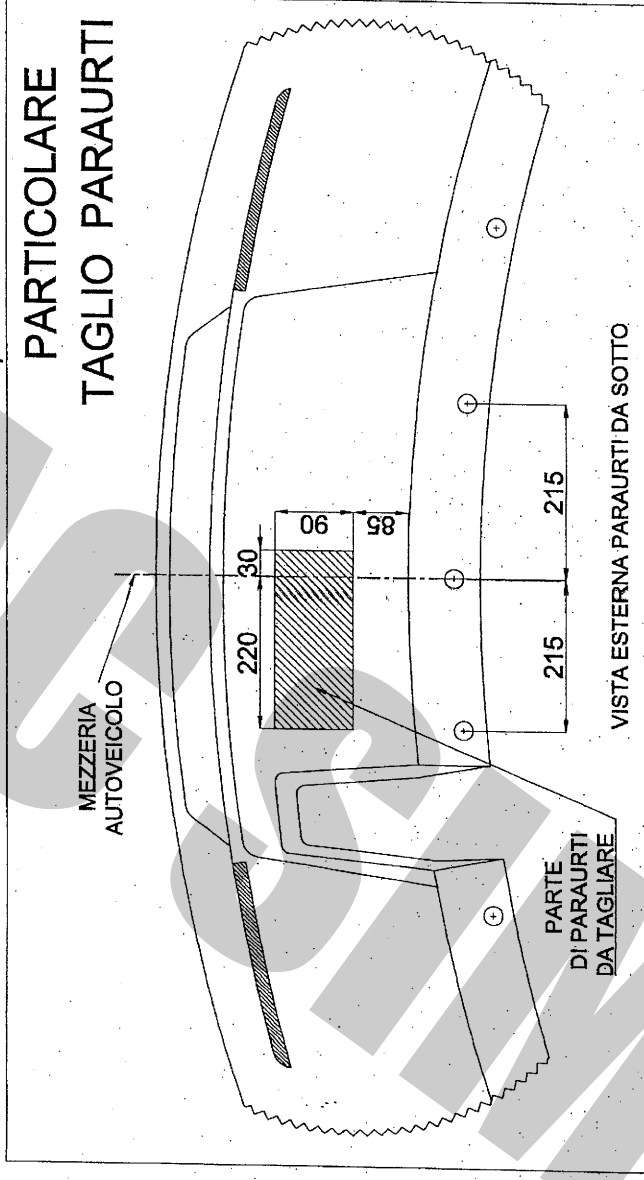 PARTICOLARE
TAGLIO PARAURTI
MEZZERIA
AUTOVEICOLO
220
30
90
85
215
215
PARTE
DI PARAURTI
DA TAGLIARE
VISTA ESTERNA PARAURTI DA SOTTO